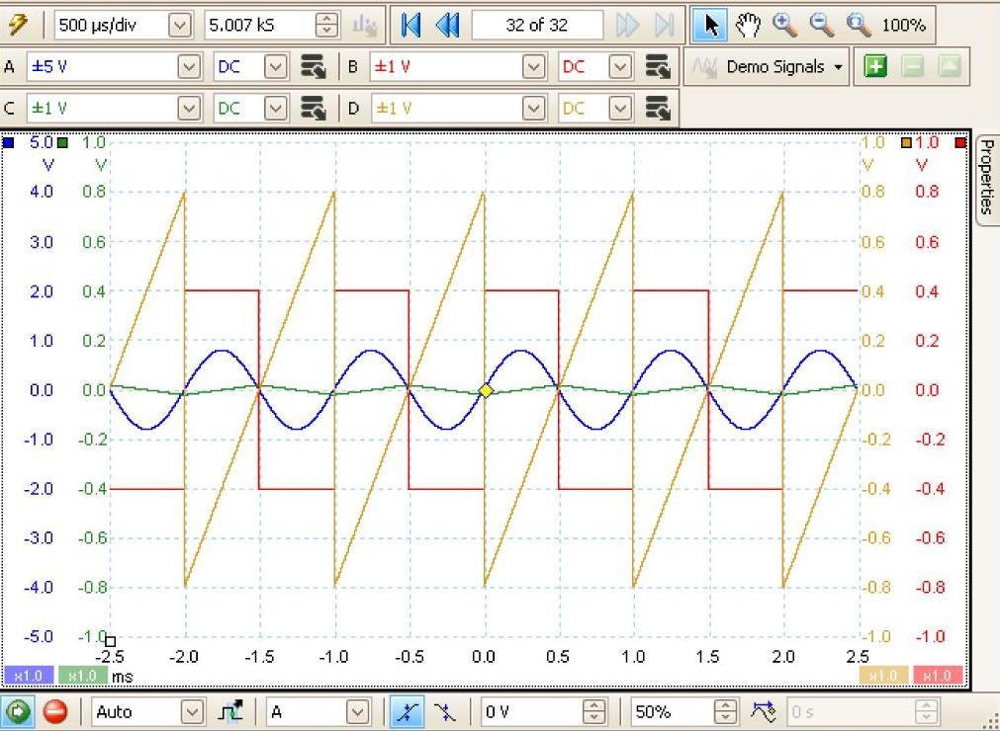 500 µs/div 5.007 kS 32 of 32 100%
A ±5 V DC B ±1 V DC Demo Signals
C ±1 V DC D ±1 V DC
5.0 1.0 1.0 1.0
V V V V
4.0 0.8 0.8 0.8
3.0 0.6 0.6 0.6
2.0 0.4 0.4 0.4
1.0 0.2 0.2 0.2
0.0 0.0 0.0 0.0
-1.0 -0.2 -0.2 -0.2
-2.0 -0.4 -0.4 -0.4
-3.0 -0.6 -0.6 -0.6
-4.0 -0.8 -0.8 -0.8
-5.0 -1.0 -1.0 -1.0
-2.5 -2.0 -1.5 -1.0 -0.5 0.0 0.5 1.0 1.5 2.0 2.5
x1.0 x1.0 ms x1.0 x1.0
Properties
Auto A 0 V 50% 0 s